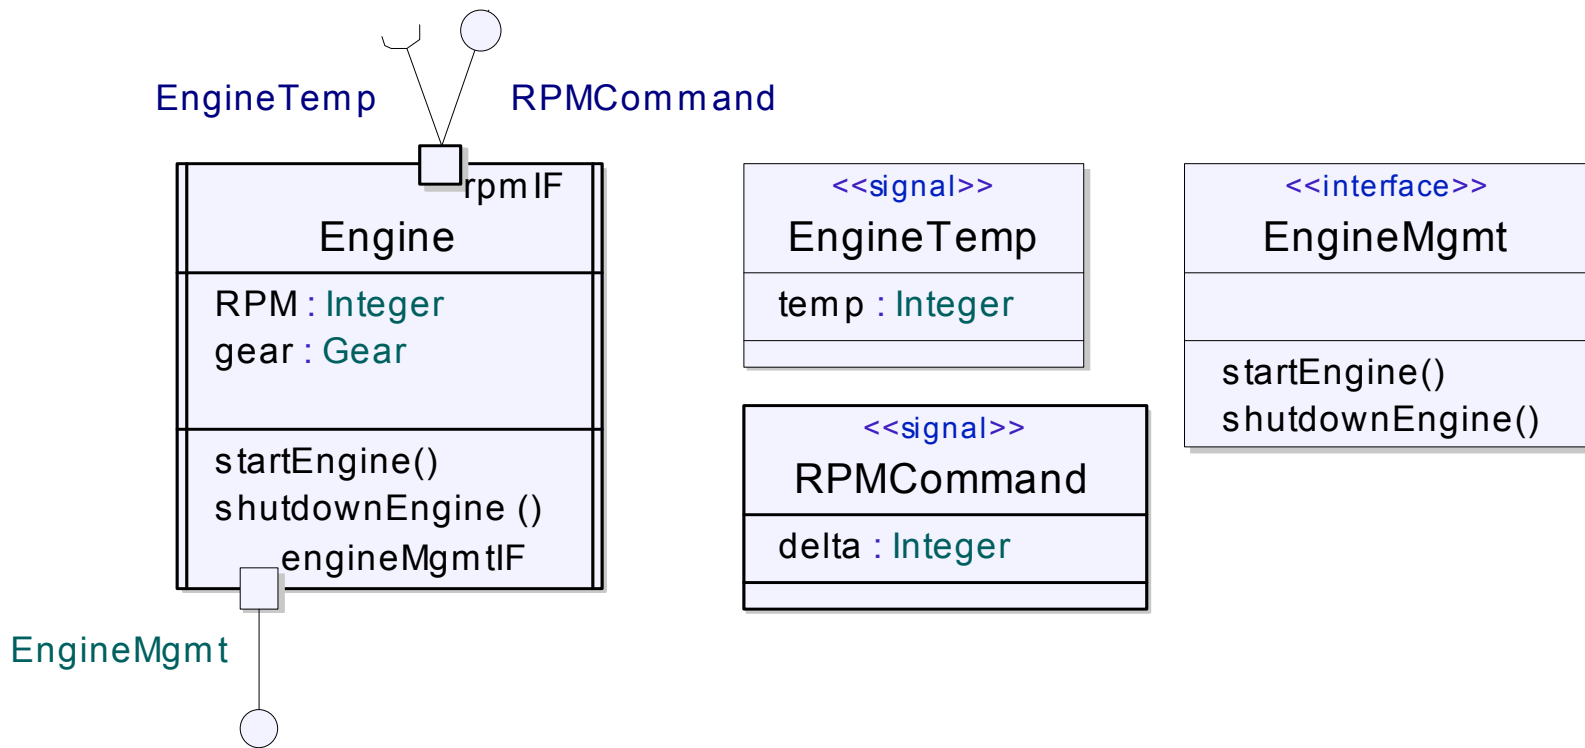 EngineTemp
RPMCommand
rpmIF
Engine
RPM : Integer
gear : Gear
startEngine()
shutdownEngine ()
engineMgmtIF
EngineMgmt
<<signal>>
EngineTemp
temp : Integer
<<signal>>
RPMCommand
delta : Integer
<<interface>>
EngineMgmt
startEngine()
shutdownEngine()